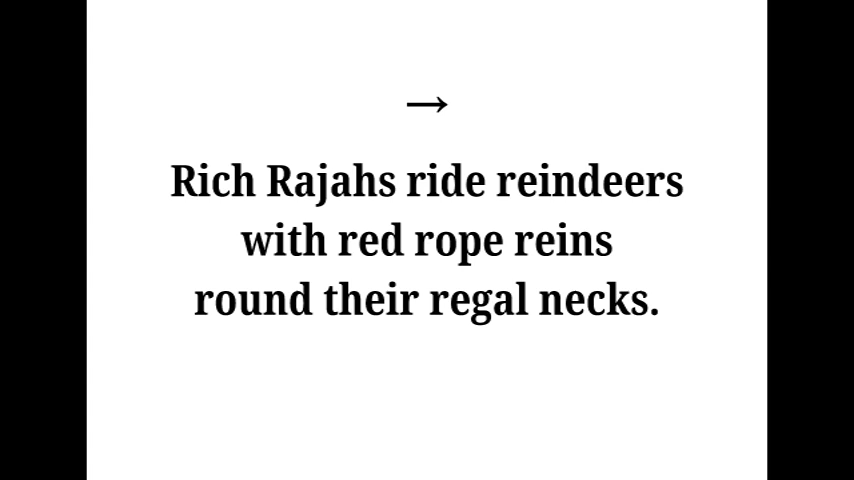 →
Rich Rajahs ride reindeers
with red rope reins
round their regal necks.